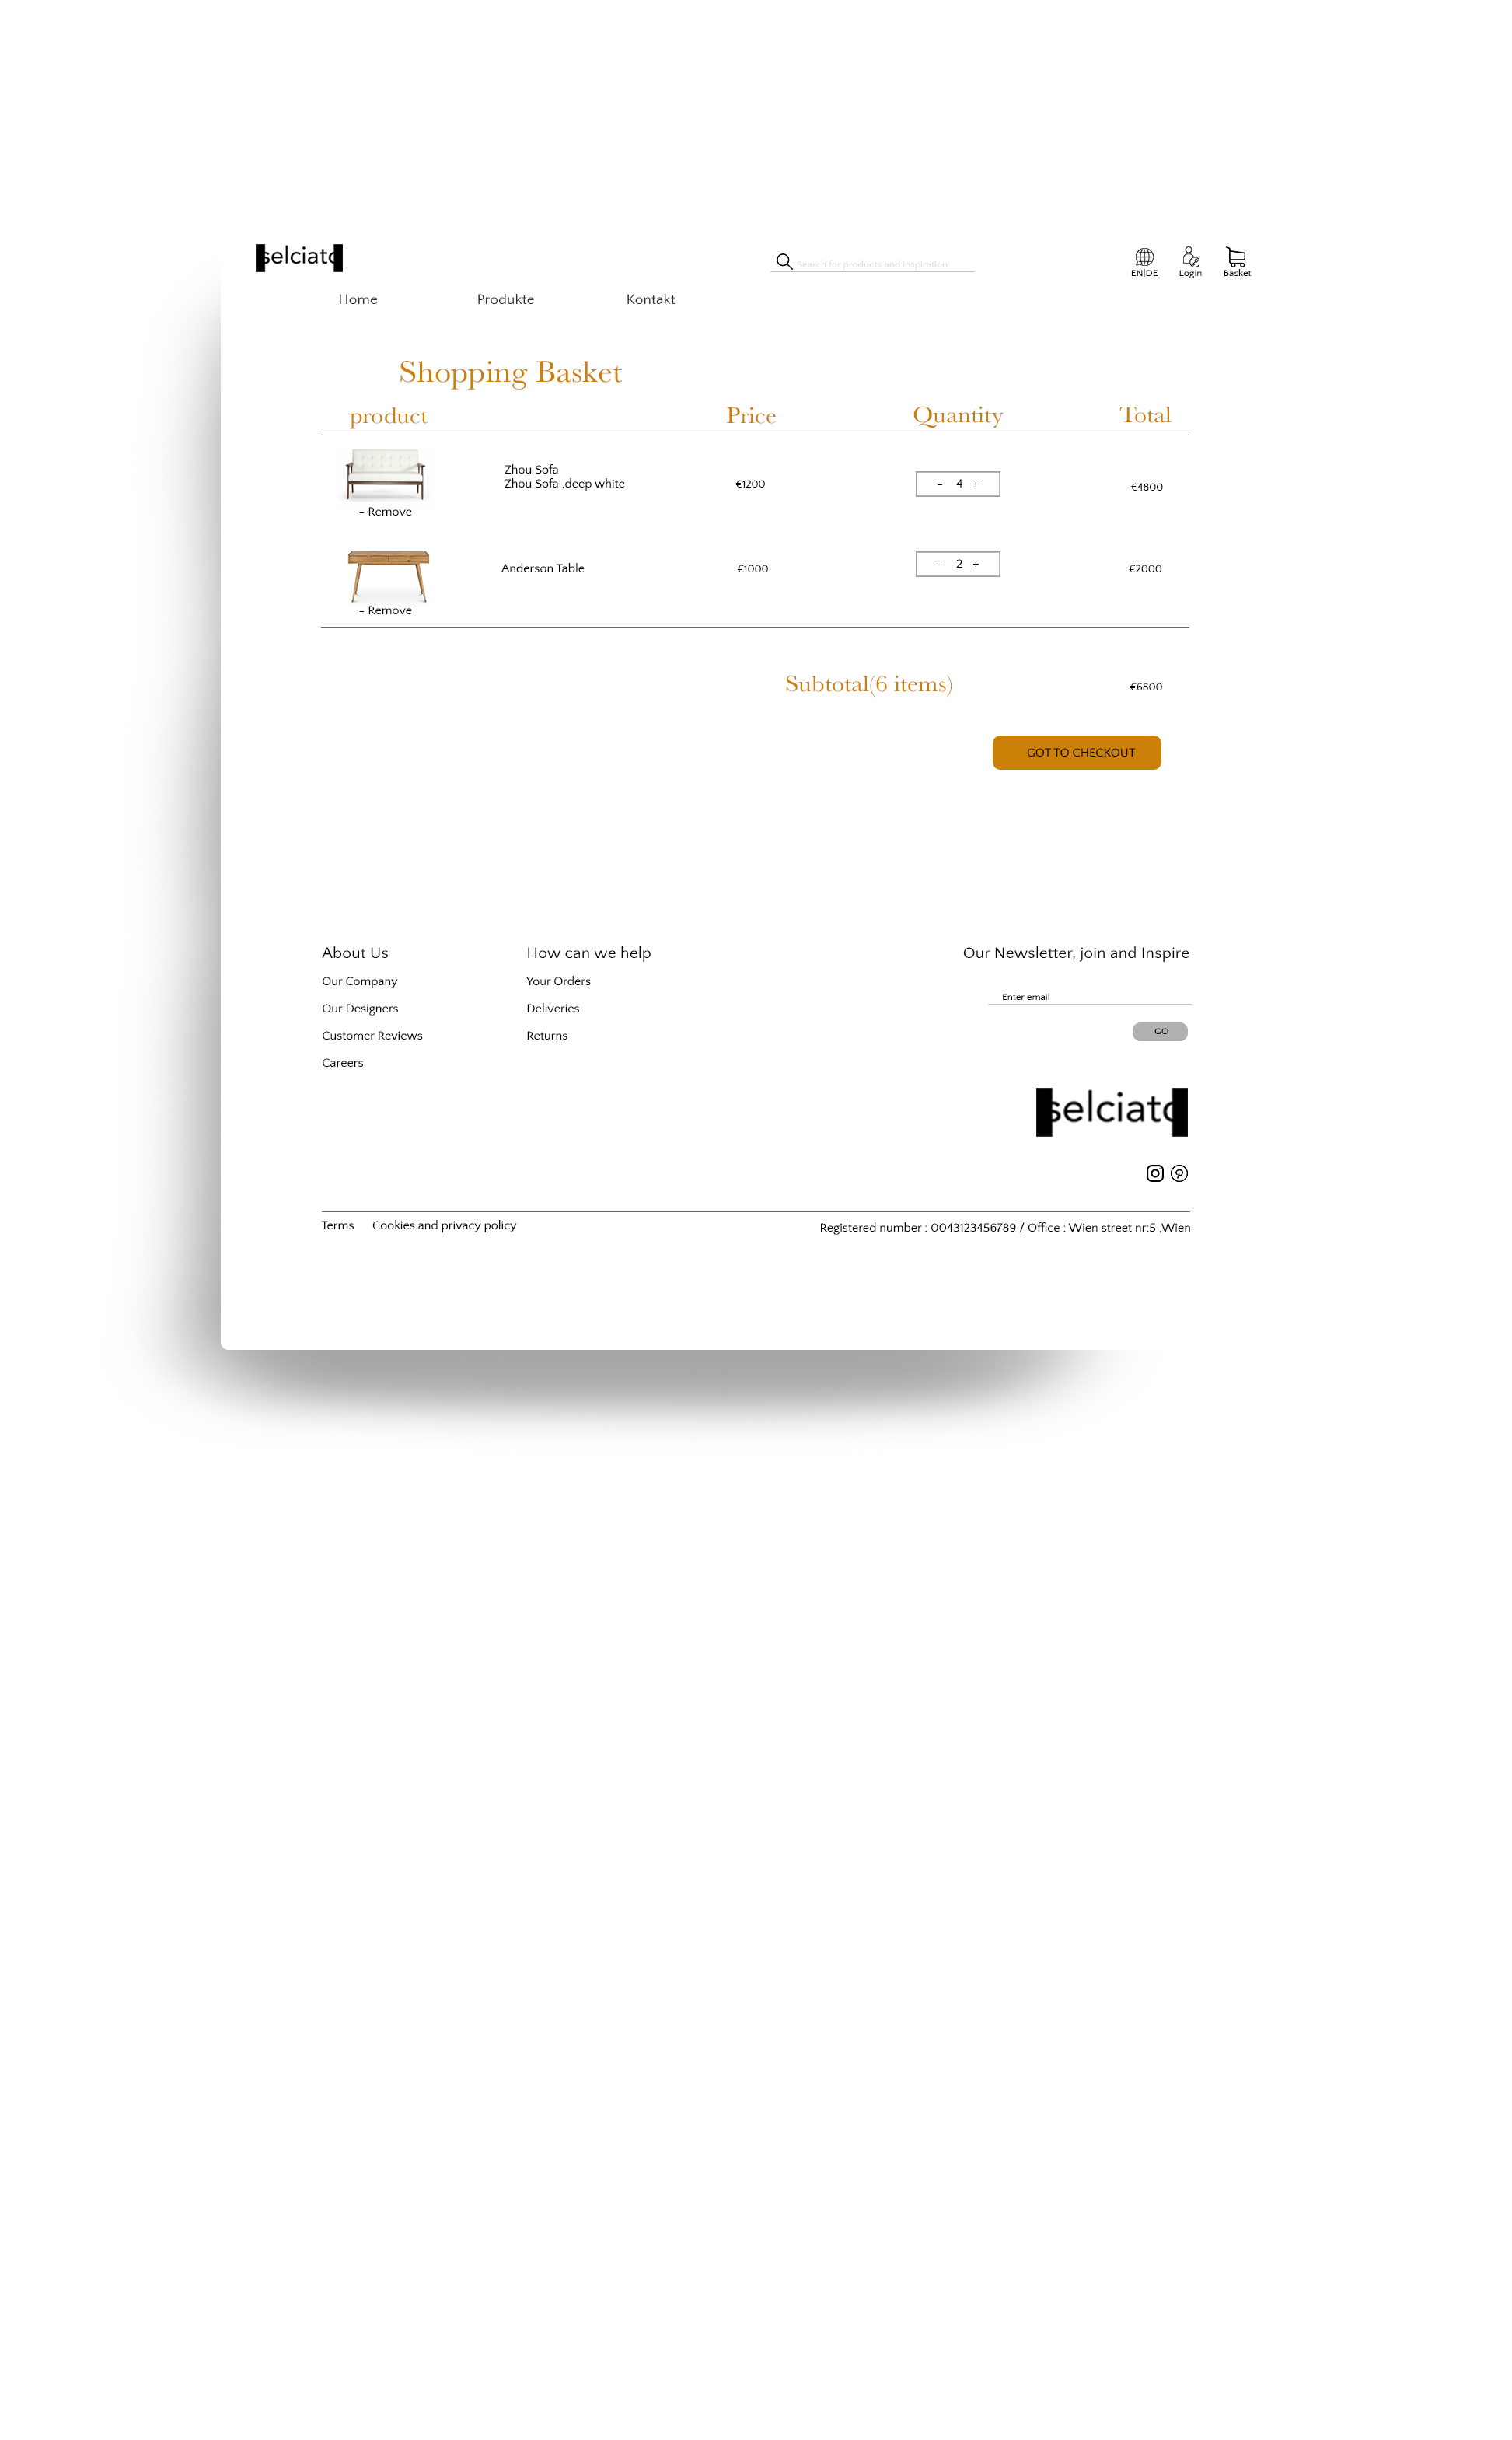 selciato
Search for products and inspiration
EN|DE
Login
Basket
Home
Produkte
Kontakt
Shopping Basket
product
Price
Quantity
Total
Zhou Sofa
Zhou Sofa ,deep white
€1200
- 4 +
€4800
- Remove
Anderson Table
€1000
- 2 +
€2000
- Remove
Subtotal(6 items)
€6800
GOT TO CHECKOUT
About Us
Our Company
Our Designers
Customer Reviews
Careers
How can we help
Your Orders
Deliveries
Returns
Our Newsletter, join and Inspire
Enter email
GO
selciato
Terms
Cookies and privacy policy
Registered number : 0043123456789 / Office : Wien street nr:5 ,Wien